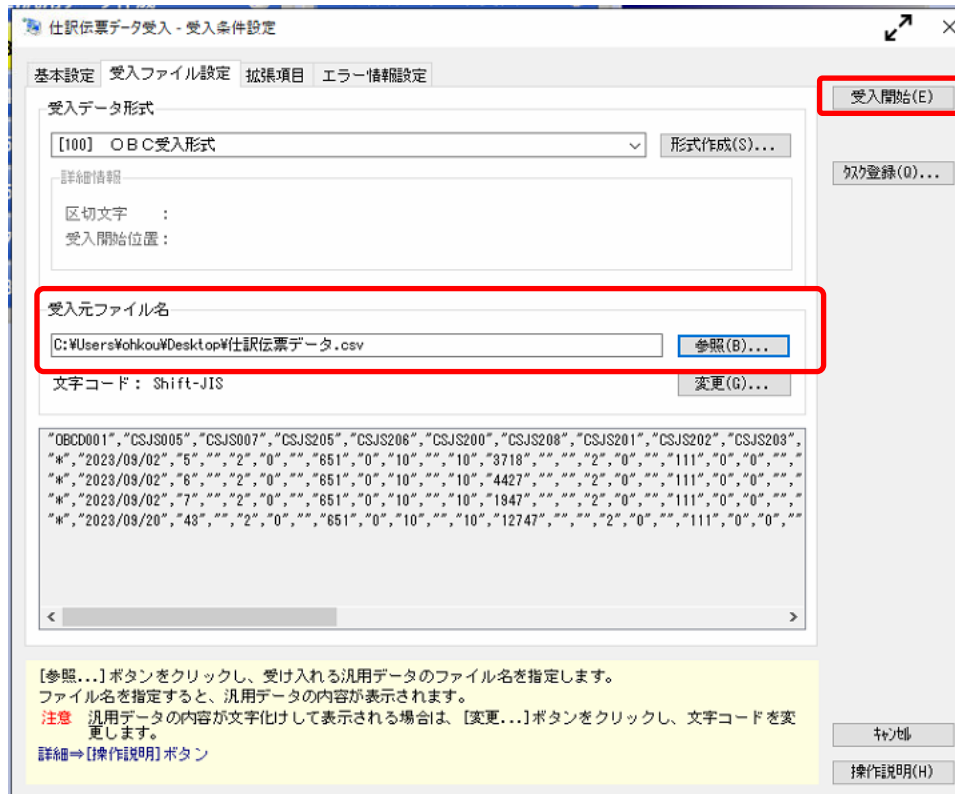 仕訳伝票データ受入 - 受入条件設定
基本設定 受入ファイル設定 拡張項目 エラー情報設定
受入開始(E)
受入データ形式
[100] OBC受入形式
形式作成(S)...
タスク登録(O)...
詳細情報
区切文字 :
受入開始位置:
受入元ファイル名
C:¥Users¥ohkou¥Desktop¥仕訳伝票データ.csv
参照(B)...
文字コード: Shift-JIS
変更(G)...
"OBCD001","CSJS005","CSJS007","CSJS205","CSJS206","CSJS200","CSJS208","CSJS201","CSJS202","CSJS203",
"*","2023/09/02","5","","2","0","","651","0","10","","10","3718","","","2","0","","111","0","0","","
"*","2023/09/02","6","","2","0","","651","0","10","","10","4427","","","2","0","","111","0","0","","
"*","2023/09/02","7","","2","0","","651","0","10","","10","1947","","","2","0","","111","0","0","","
"*","2023/09/20","43","","2","0","","651","0","10","","10","12747","","","2","0","","111","0","0",""
[参照...]ボタンをクリックし、受け入れる汎用データのファイル名を指定します。
ファイル名を指定すると、汎用データの内容が表示されます。
注意 汎用データの内容が文字化けして表示される場合は、[変更...]ボタンをクリックし、文字コードを変
更します。
詳細⇒[操作説明]ボタン
キャンセル
操作説明(H)